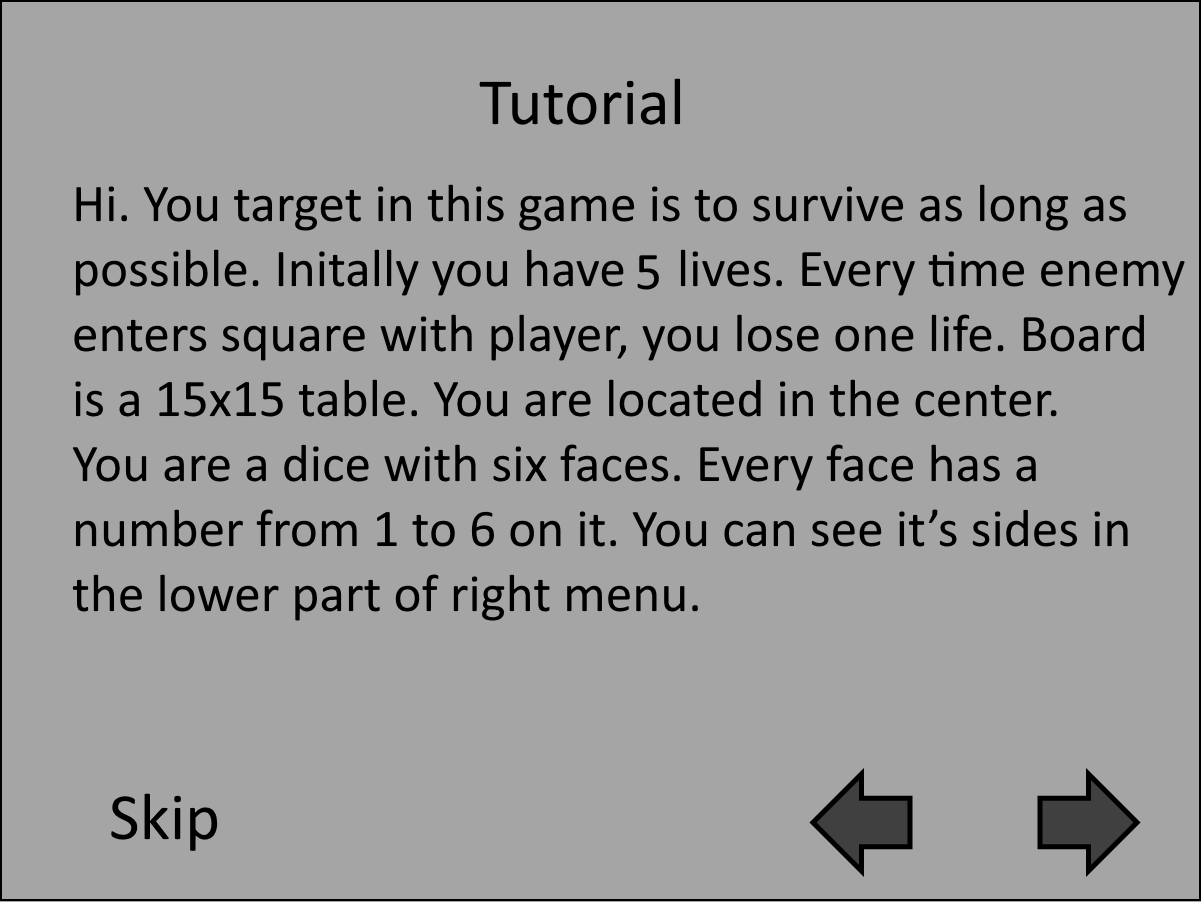 Tutorial
Hi. You target in this game is to survive as long as
possible. Initally you have 5 lives. Every time enemy
enters square with player, you lose one life. Board
is a 15x15 table. You are located in the center.
You are a dice with six faces. Every face has a
number from 1 to 6 on it. You can see it’s sides in
the lower part of right menu.
Skip